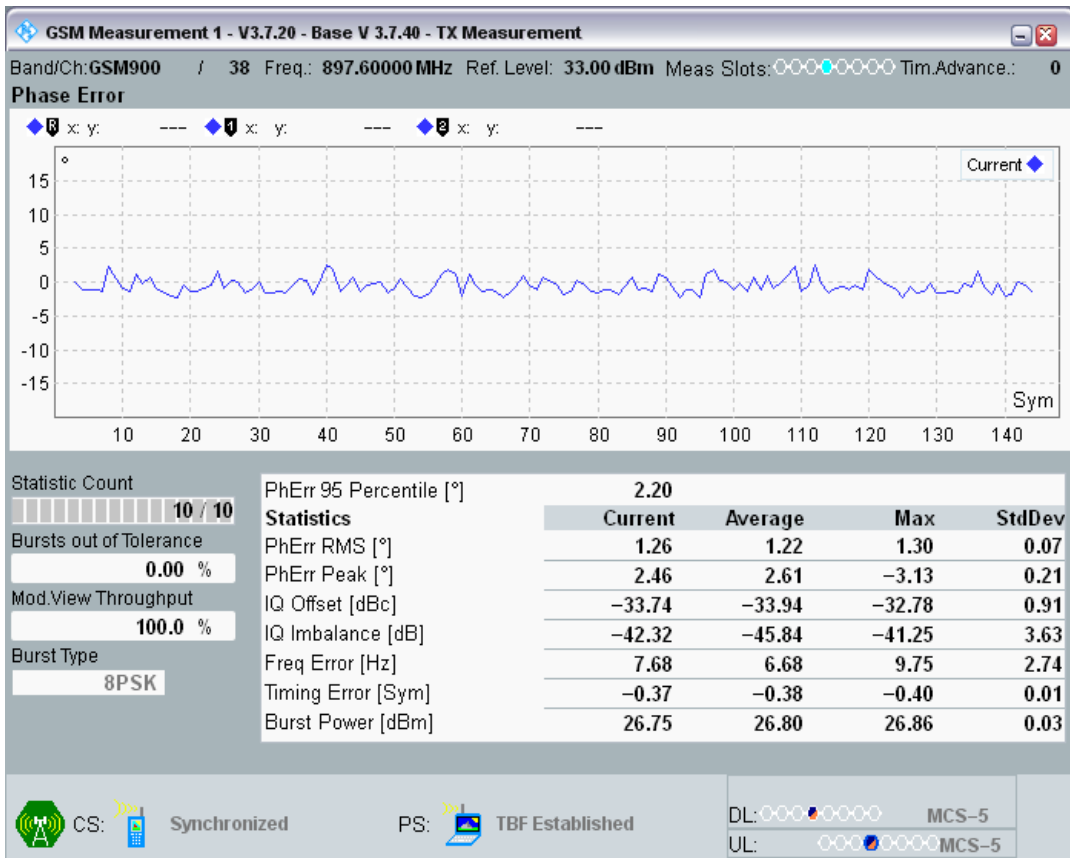 GSM Measurement 1 - V3.7.20 - Base V 3.7.40 - TX Measurement
Band/Ch:GSM900 / 38 Freq.: 897.60000 MHz Ref. Level: 33.00 dBm Meas Slots: Tim.Advance.: 0
Phase Error
R x: y: --- 1 x: y: --- 2 x: y: ---
°
Current
15
10
5
0
-5
-10
-15
Sym
10 20 30 40 50 60 70 80 90 100 110 120 130 140
Statistic Count
10 / 10
Bursts out of Tolerance
0.00 %
Mod.View Throughput
100.0 %
Burst Type
8PSK
PhErr 95 Percentile [°] 2.20
Statistics Current Average Max StdDev
PhErr RMS [°] 1.26 1.22 1.30 0.07
PhErr Peak [°] 2.46 2.61 −3.13 0.21
IQ Offset [dBc] −33.74 −33.94 −32.78 0.91
IQ Imbalance [dB] −42.32 −45.84 −41.25 3.63
Freq Error [Hz] 7.68 6.68 9.75 2.74
Timing Error [Sym] −0.37 −0.38 −0.40 0.01
Burst Power [dBm] 26.75 26.80 26.86 0.03
CS: Synchronized PS: TBF Established
DL: MCS−5
UL: MCS−5